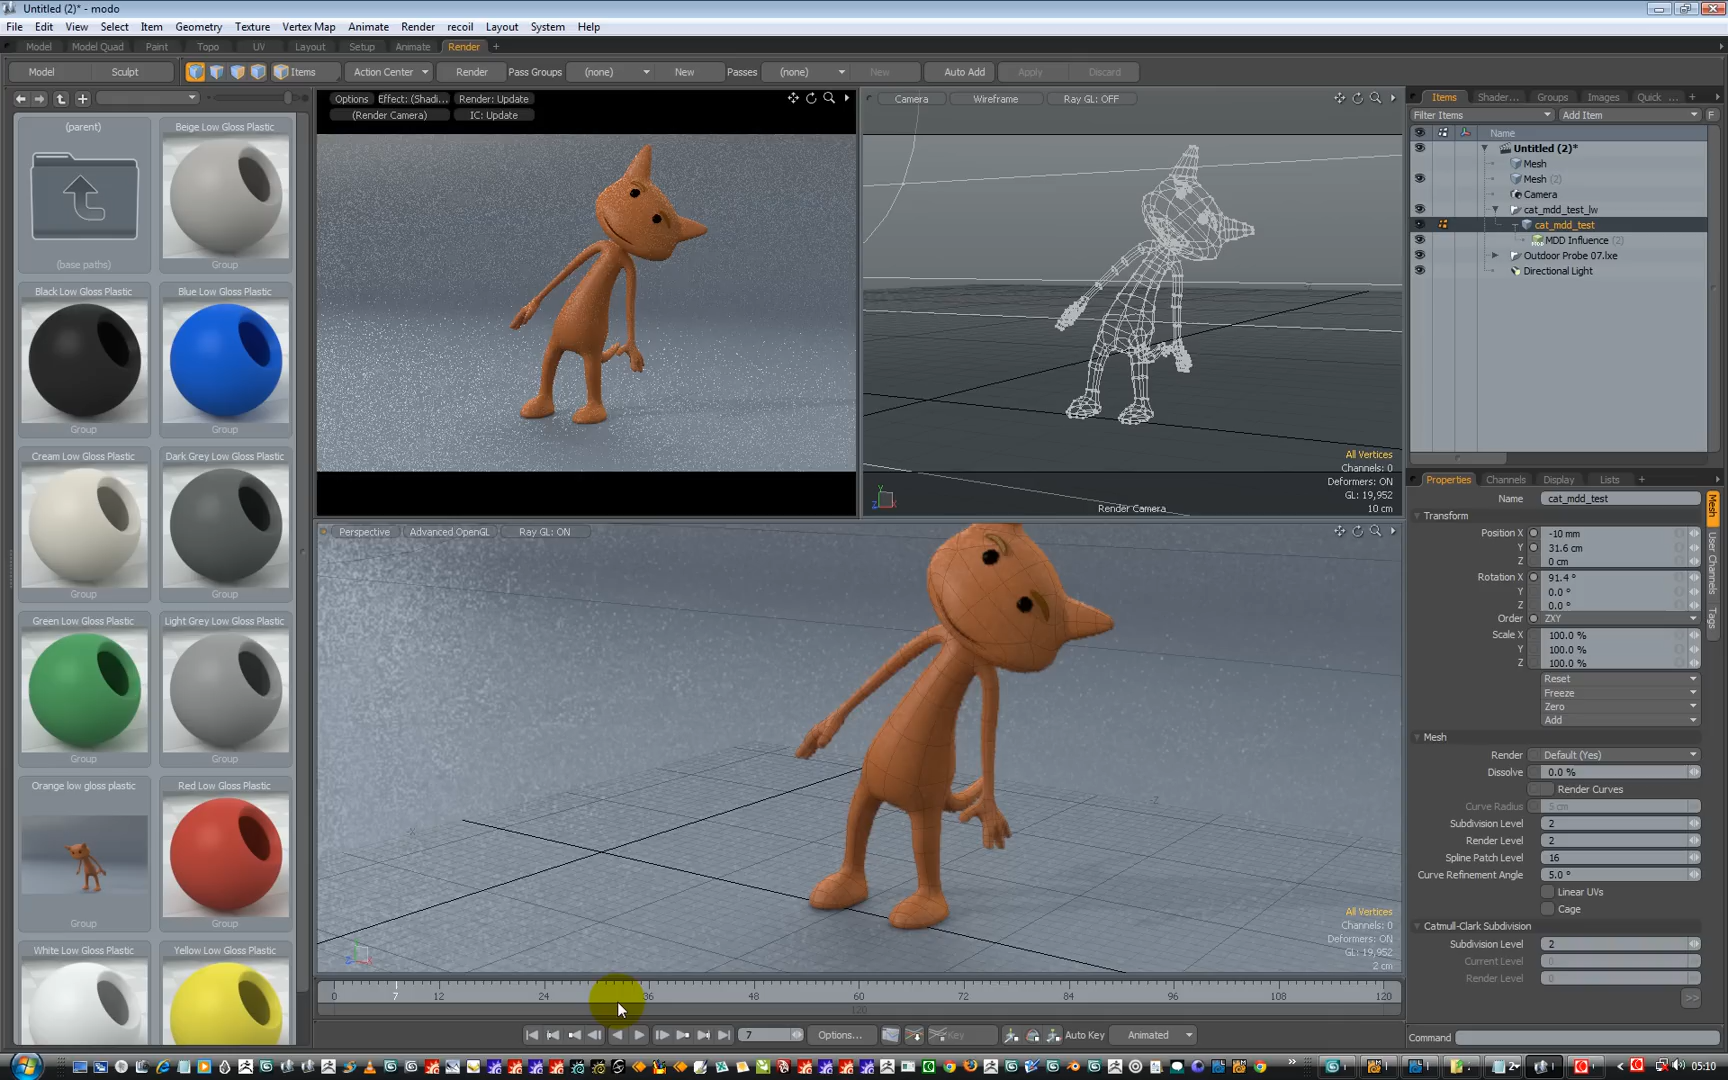 Untitled (2)* - modo
File Edit View Select Item Geometry Texture Vertex Map Animate Render recoil Layout System Help
Model Model Quad Paint Topo UV Layout Setup Animate Render +
Model Sculpt Items Action Center Render Pass Groups (none) New Passes (none) New Auto Add Apply Discard
(parent)
(base paths)
Beige Low Gloss Plastic
Group
Black Low Gloss Plastic
Group
Blue Low Gloss Plastic
Group
Cream Low Gloss Plastic
Group
Dark Grey Low Gloss Plastic
Group
Green Low Gloss Plastic
Group
Light Grey Low Gloss Plastic
Group
Orange low gloss plastic
Group
Red Low Gloss Plastic
Group
White Low Gloss Plastic
Yellow Low Gloss Plastic
Options Effect: (Shadi... Render: Update
(Render Camera) IC: Update
Camera Wireframe Ray GL: OFF
All Vertices
Channels: 0
Deformers: ON
GL: 19,952
10 cm
Render Camera
Perspective Advanced OpenGL Ray GL: ON
All Vertices
Channels: 0
Deformers: ON
GL: 19,952
2 cm
0 7 12 24 36 48 60 72 84 96 108 120
120
7 Options... Key Auto Key Animated
Items Shader... Groups Images Quick ... +
Filter Items Add Item F
Name
Untitled (2)*
Mesh
Mesh (2)
Camera
cat_mdd_test_lw
cat_mdd_test
MDD Influence (2)
Outdoor Probe 07.lxe
Directional Light
Properties Channels Display Lists +
Name cat_mdd_test
Transform
Position X -10 mm
Y 31.6 cm
Z 0 cm
Rotation X 91.4 °
Y 0.0 °
Z 0.0 °
Order ZXY
Scale X 100.0 %
Y 100.0 %
Z 100.0 %
Reset
Freeze
Zero
Add
Mesh
Render Default (Yes)
Dissolve 0.0 %
Render Curves
Curve Radius 5 cm
Subdivision Level 2
Render Level 2
Spline Patch Level 16
Curve Refinement Angle 5.0 °
Linear UVs
Cage
Catmull-Clark Subdivision
Subdivision Level 2
Current Level 0
Render Level 0
>>
Mesh
User Channels
Tags
Command
05:10